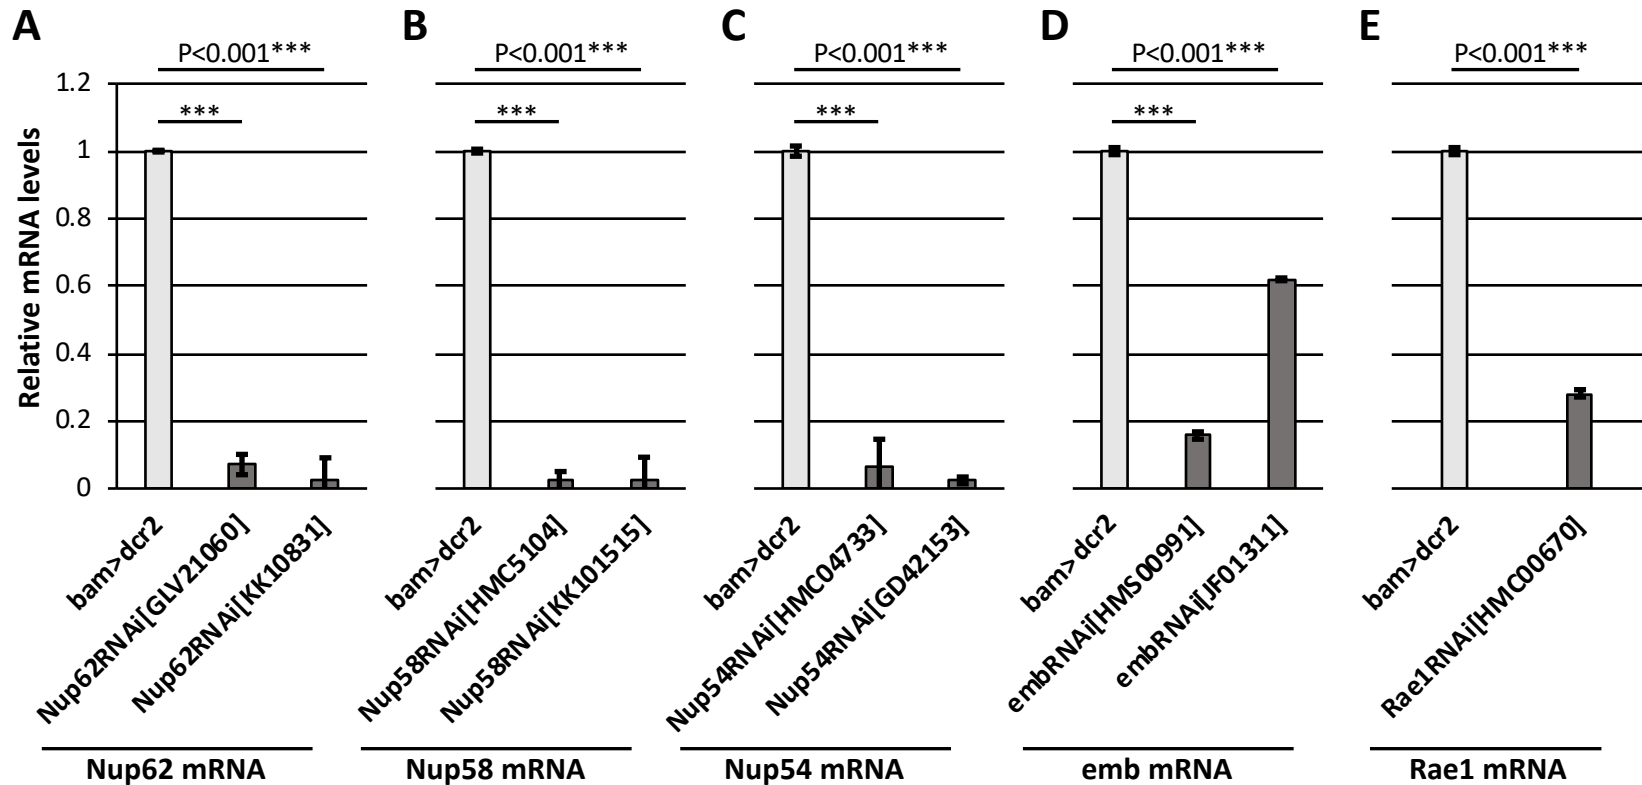 A B C D E
P<0.001*** P<0.001*** P<0.001*** P<0.001*** P<0.001***
*** *** *** ***
Relative mRNA levels
1.2
1
0.8
0.6
0.4
0.2
0
bam>dcr2
Nup62RNAi[GLV21060]
Nup62RNAi[KK10831]
bam>dcr2
Nup58RNAi[HMC5104]
Nup58RNAi[KK101515]
bam>dcr2
Nup54RNAi[HMC04733]
Nup54RNAi[GD42153]
bam>dcr2
embRNAi[HMS00991]
embRNAi[JF01311]
bam>dcr2
Rae1RNAi[HMC00670]
Nup62 mRNA Nup58 mRNA Nup54 mRNA emb mRNA Rae1 mRNA